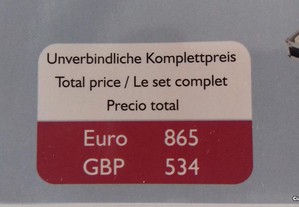 Unverbindliche Komplettpreis
Total price / Le set complet
Precio total
Euro 865
GBP 534